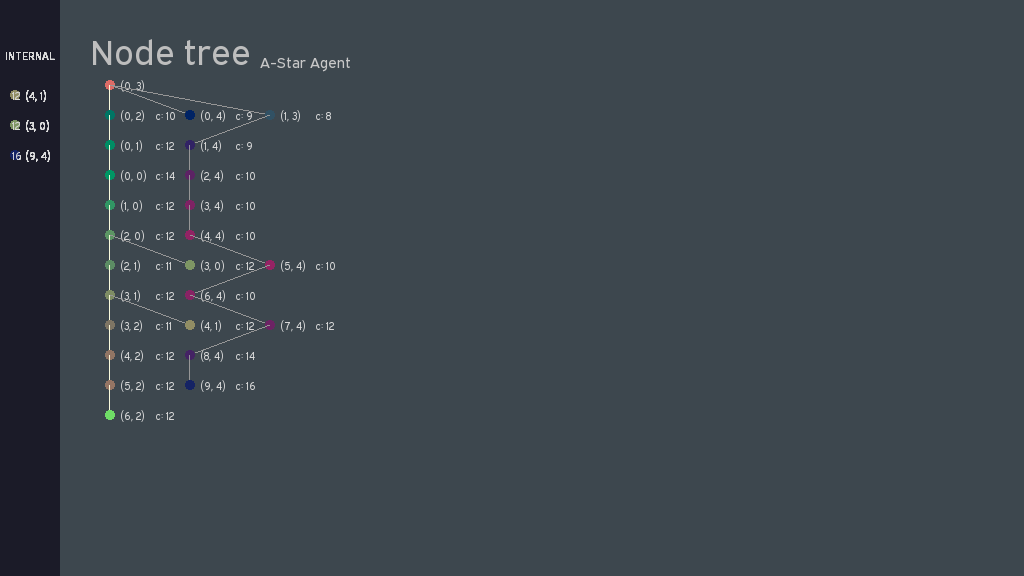 Node tree A-Star Agent
INTERNAL
12 (4,1)
12 (3, 0)
16 (9, 4)
(0, 3)
(0, 2) c:10 (0, 4) c: 9 (1, 3) c: 8
(0, 1) c:12 (1, 4) c: 9
(0, 0) c:14 (2, 4) c:10
(1, 0) c:12 (3, 4) c:10
(2, 0) c:12 (4, 4) c:10
(2, 1) c:11 (3, 0) c:12 (5, 4) c:10
(3, 1) c:12 (6, 4) c:10
(3, 2) c:11 (4,1) c:12 (7, 4) c:12
(4, 2) c:12 (8, 4) c:14
(5, 2) c:12 (9, 4) c:16
(6, 2) c:12